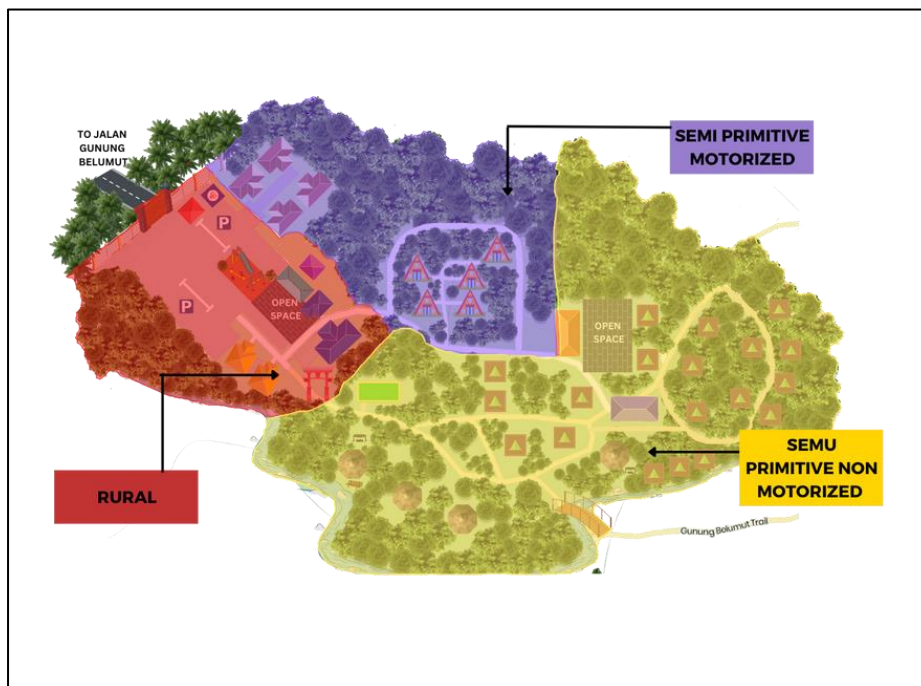 TO JALAN
GUNUNG
BELUMUT
SEMI PRIMITIVE
MOTORIZED
P
P
OPEN
SPACE
OPEN
SPACE
SEMU
PRIMITIVE NON
MOTORIZED
RURAL
Gunung Belumut Trail